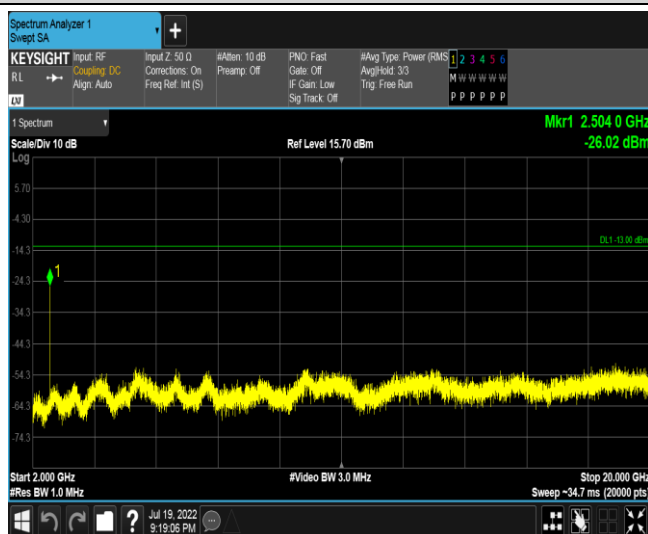 Spectrum Analyzer 1
Swept SA
KEYSIGHT
RL
LXI
Input: RF
Coupling: DC
Align: Auto
Input Z: 50 Ω
Corrections: On
Freq Ref: Int (S)
#Atten: 10 dB
Preamp: Off
PNO: Fast
Gate: Off
IF Gain: Low
Sig Track: Off
#Avg Type: Power (RMS
Avg|Hold: 3/3
Trig: Free Run
1 2 3 4 5 6
M W W W W W
P P P P P P
1 Spectrum
Scale/Div 10 dB
Ref Level 15.70 dBm
Mkr1 2.504 0 GHz
-26.02 dBm
Log
5.70
-4.30
DL1 -13.00 dBm
-14.3
1
-24.3
-34.3
-44.3
-54.3
-64.3
-74.3
Start 2.000 GHz
#Video BW 3.0 MHz
Stop 20.000 GHz
#Res BW 1.0 MHz
Sweep ~34.7 ms (20000 pts)
?
Jul 19, 2022
9:19:06 PM